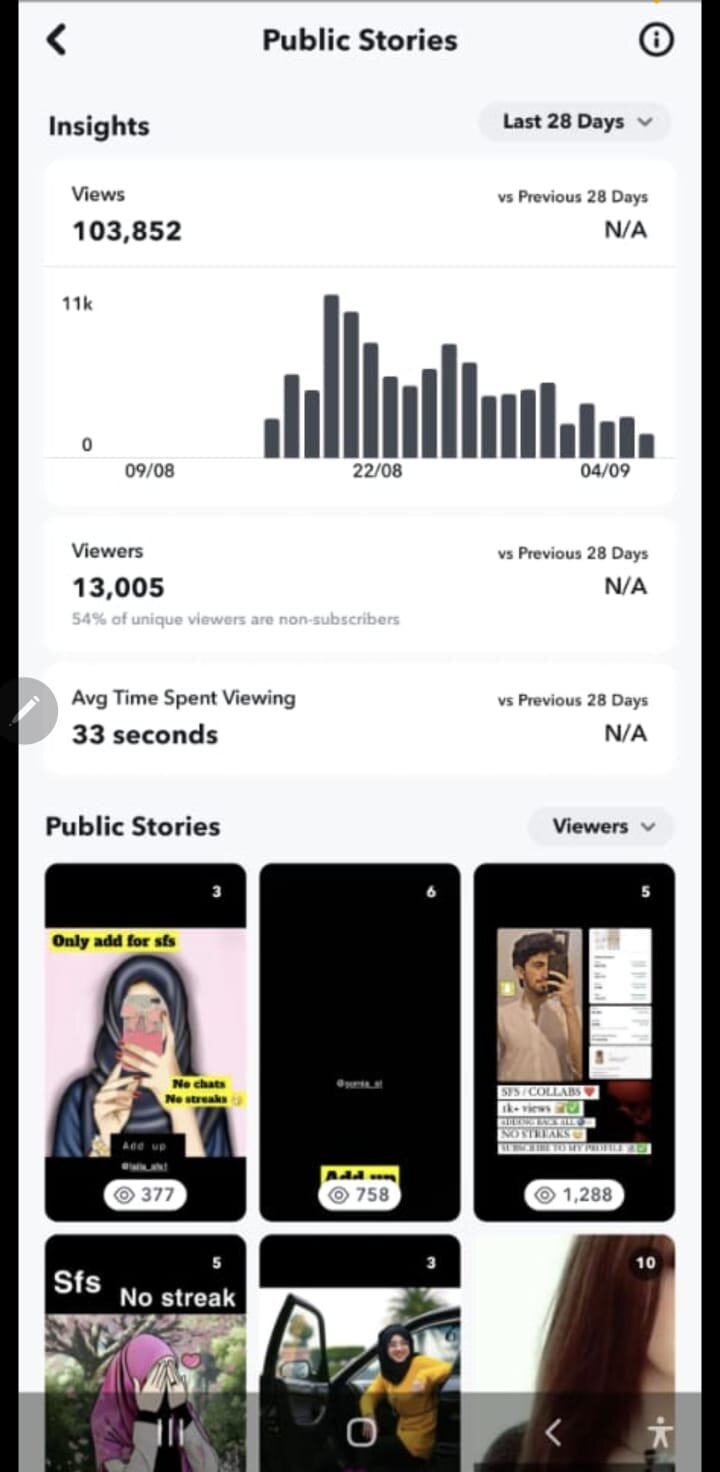 Public Stories
Insights
Last 28 Days
Views
vs Previous 28 Days
103,852
N/A
11k
0
09/08
22/08
04/09
Viewers
vs Previous 28 Days
13,005
N/A
54% of unique viewers are non-subscribers
Avg Time Spent Viewing
vs Previous 28 Days
33 seconds
N/A
Public Stories
Viewers
3
Only add for sfs
No chats
No streaks
Add up
377
6
Add up
758
5
SFS / COLLABS
1k+ views
ADDING BACK ALL
NO STREAKS
SUBSCRIBE TO MY PROFILE
1,288
5
Sfs
No streak
3
10